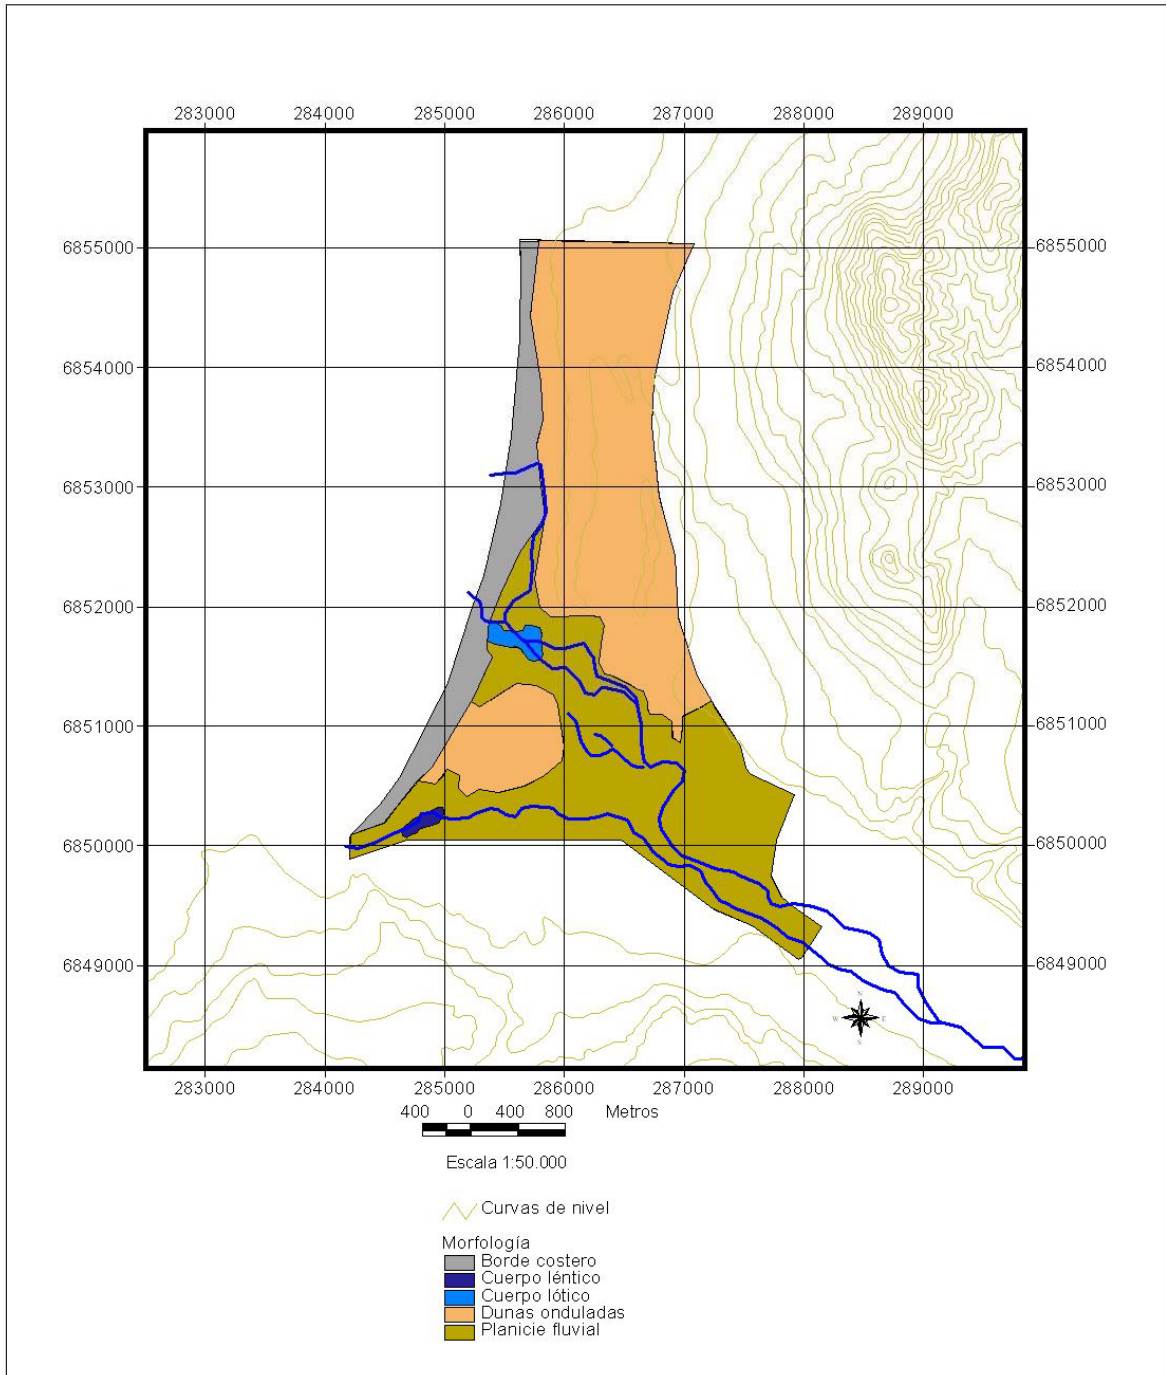 283000 284000 285000 286000 287000 288000 289000
6855000 6855000
6854000 6854000
6853000 6853000
6852000 6852000
6851000 6851000
6850000 6850000
6849000 6849000
N
W E
S
283000 284000 285000 286000 287000 288000 289000
400 0 400 800 Metros
Escala 1:50.000
Curvas de nivel
Morfología
Borde costero
Cuerpo léntico
Cuerpo lótico
Dunas onduladas
Planicie fluvial